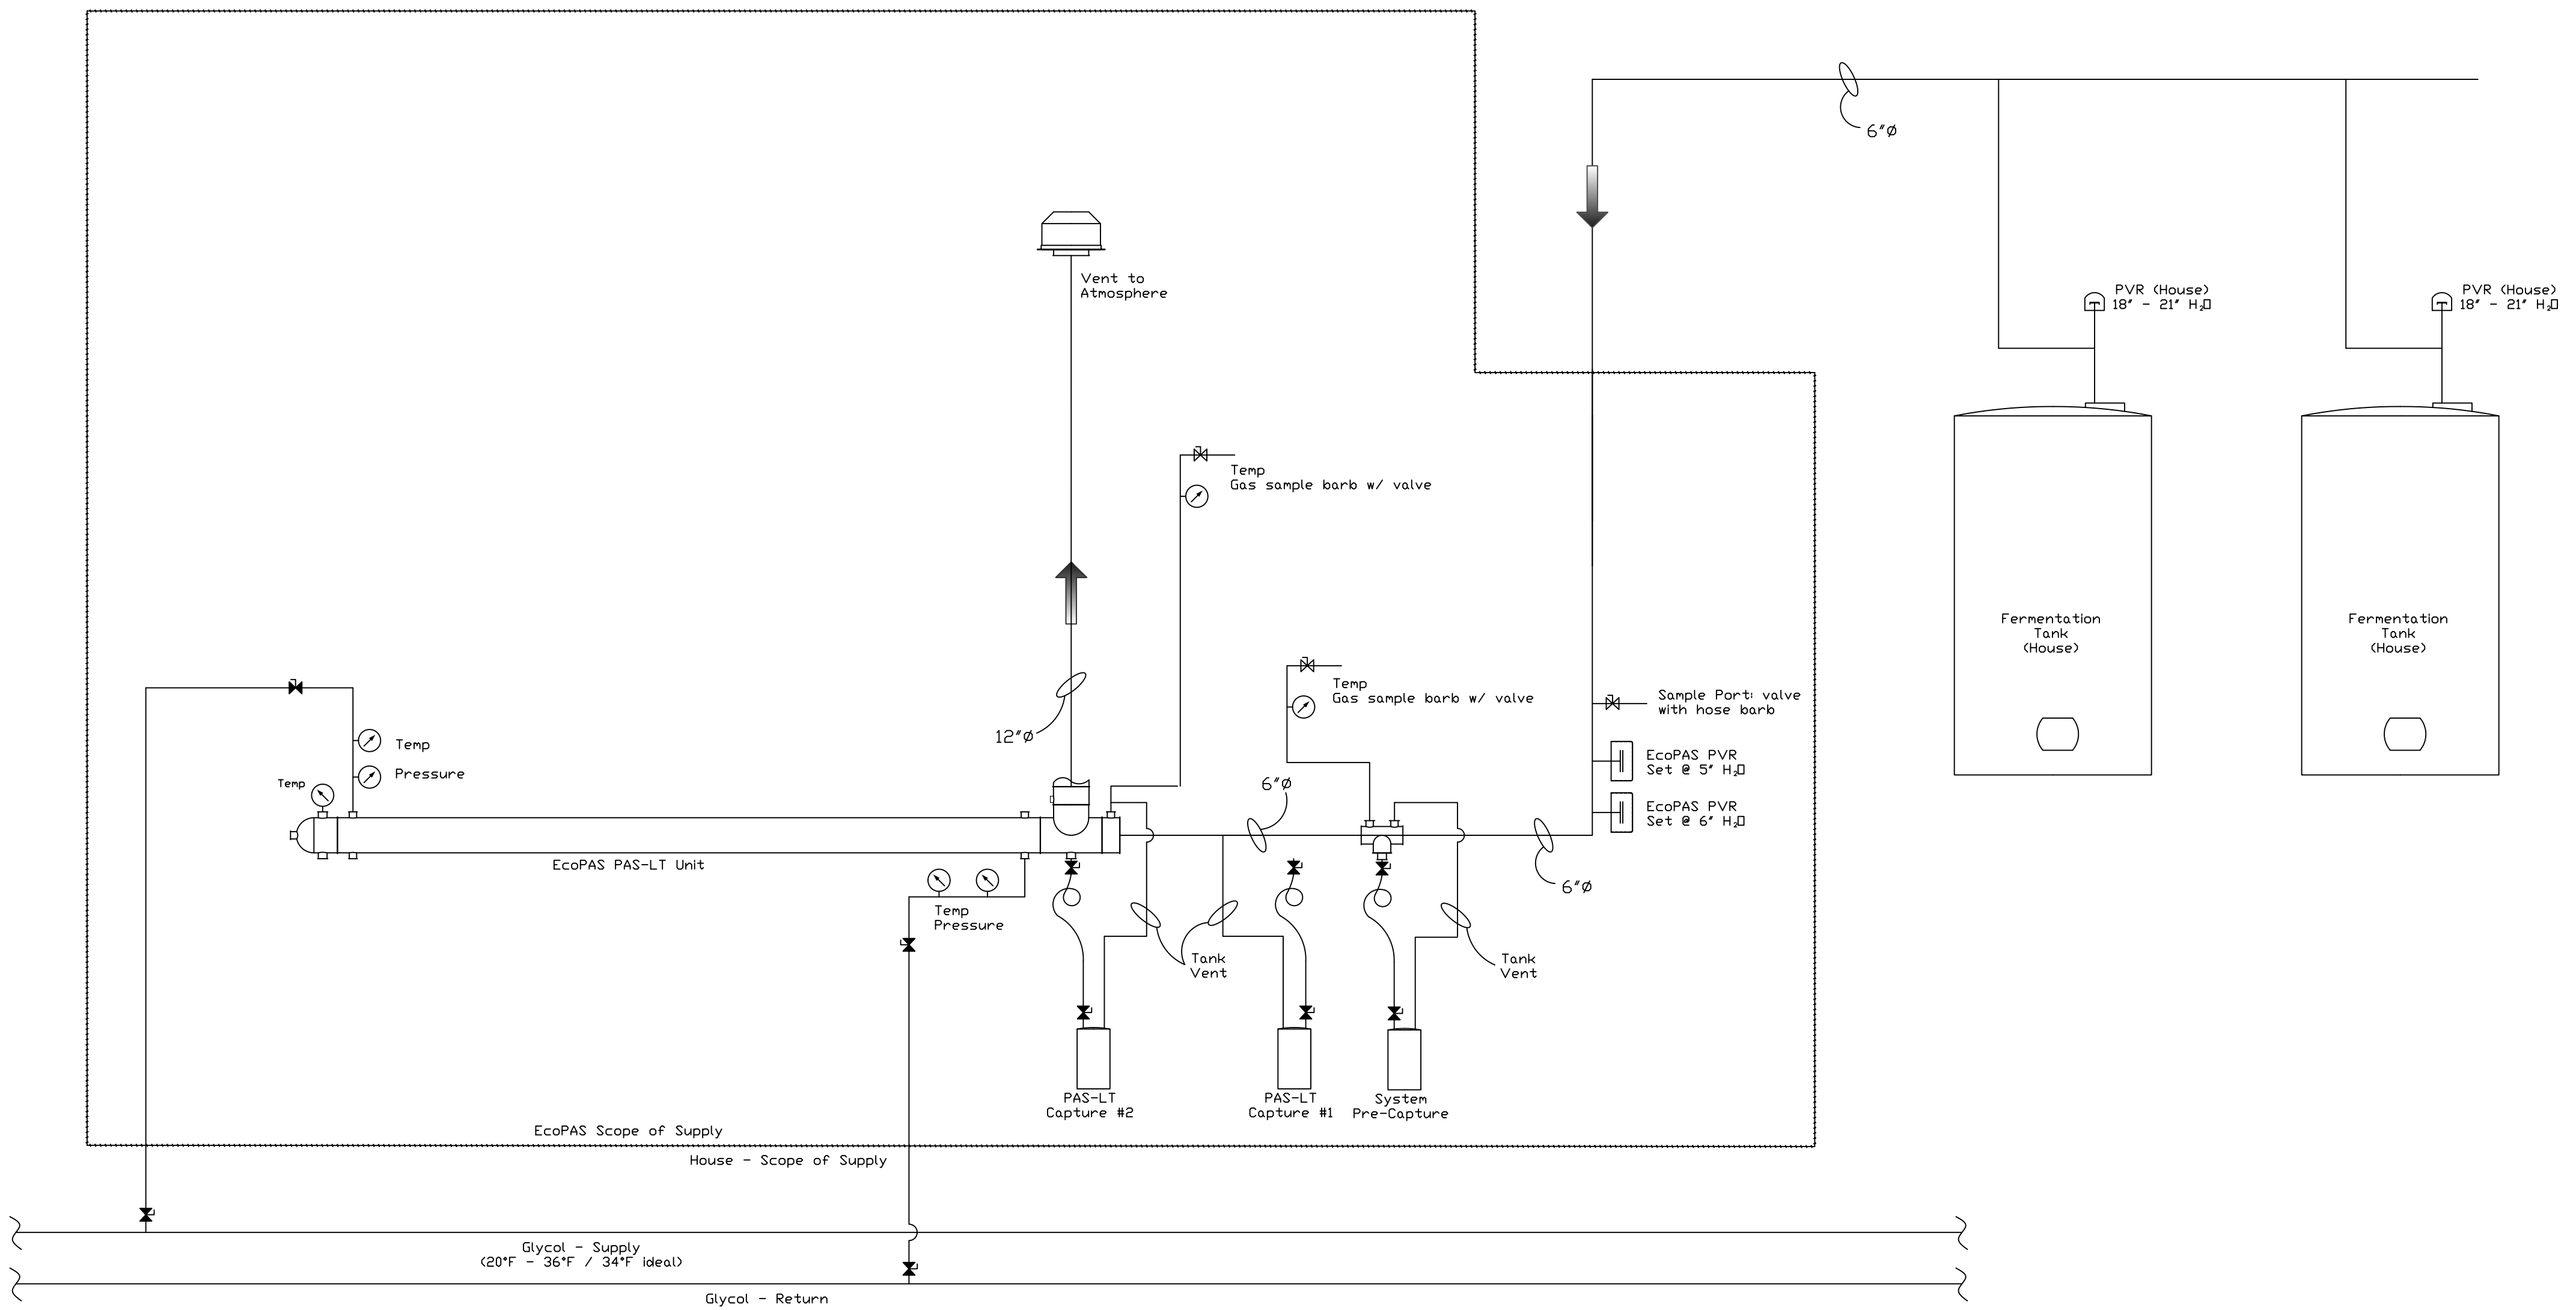 6"Ø
Vent to
Atmosphere
PVR (House)
18" - 21" H₂O
PVR (House)
18" - 21" H₂O
Temp
Gas sample barb w/ valve
Fermentation
Tank
(House)
Fermentation
Tank
(House)
Temp
Gas sample barb w/ valve
Sample Port: valve
with hose barb
12"Ø
Temp
Pressure
Temp
EcoPAS PVR
Set @ 5" H₂O
6"Ø
EcoPAS PVR
Set @ 6" H₂O
EcoPAS PAS-LT Unit
6"Ø
Temp
Pressure
Tank
Vent
Tank
Vent
PAS-LT
Capture #2
PAS-LT
Capture #1
System
Pre-Capture
EcoPAS Scope of Supply
House - Scope of Supply
Glycol - Supply
(20°F - 36°F / 34°F ideal)
Glycol - Return